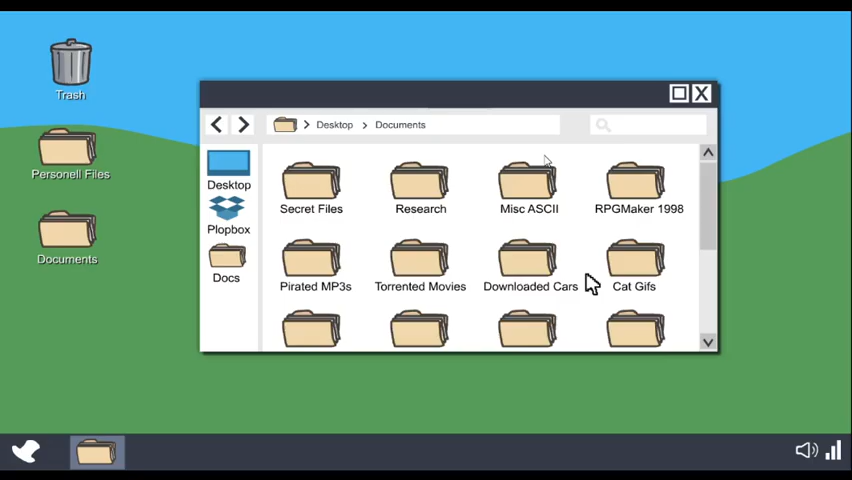 Trash
Personell Files
Documents
Desktop > Documents
Desktop
Plopbox
Docs
Secret Files
Research
Misc ASCII
RPGMaker 1998
Pirated MP3s
Torrented Movies
Downloaded Cars
Cat Gifs